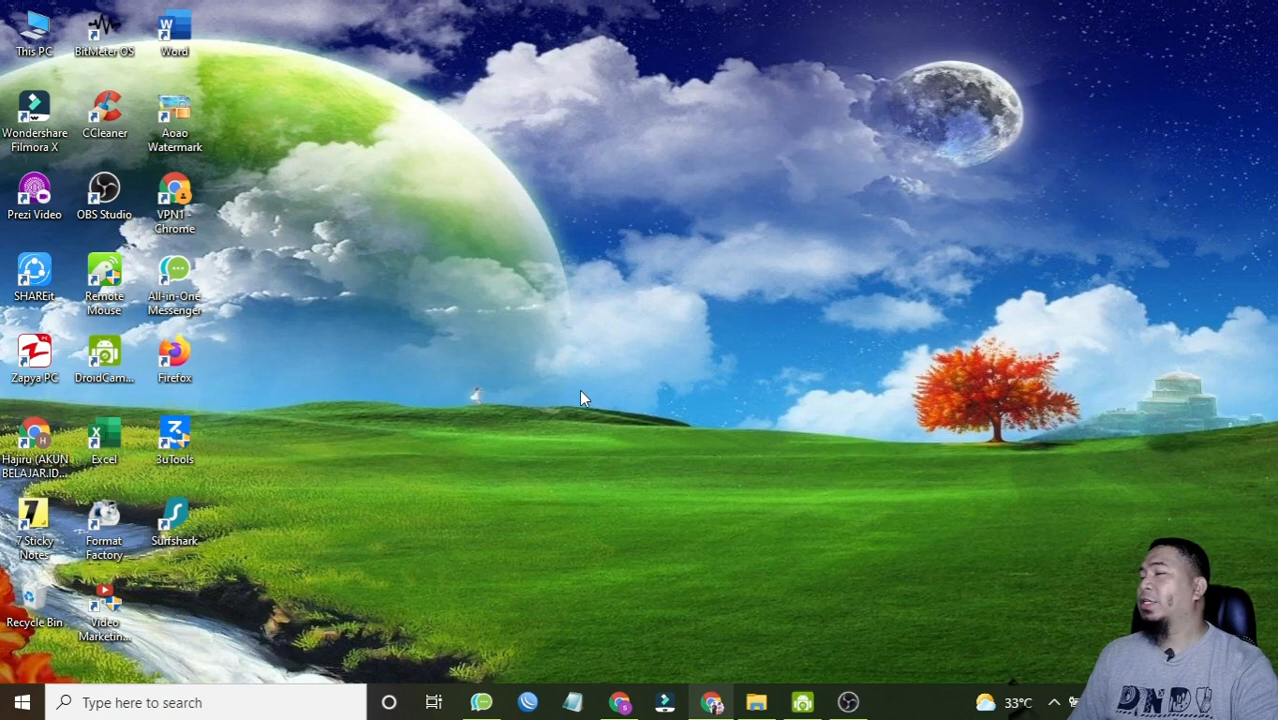 This PC
BitMeter OS
Word
Wondershare
Filmora X
CCleaner
Aoao
Watermark
Prezi Video
OBS Studio
VPN1 -
Chrome
SHAREit
Remote
Mouse
All-in-One
Messenger
Zapya PC
DroidCam...
Firefox
Hajiru (AKUN
BELAJAR.ID...
Excel
3uTools
7 Sticky
Notes
Format
Factory
Surfshark
Recycle Bin
Video
Marketin...
Type here to search
33°C